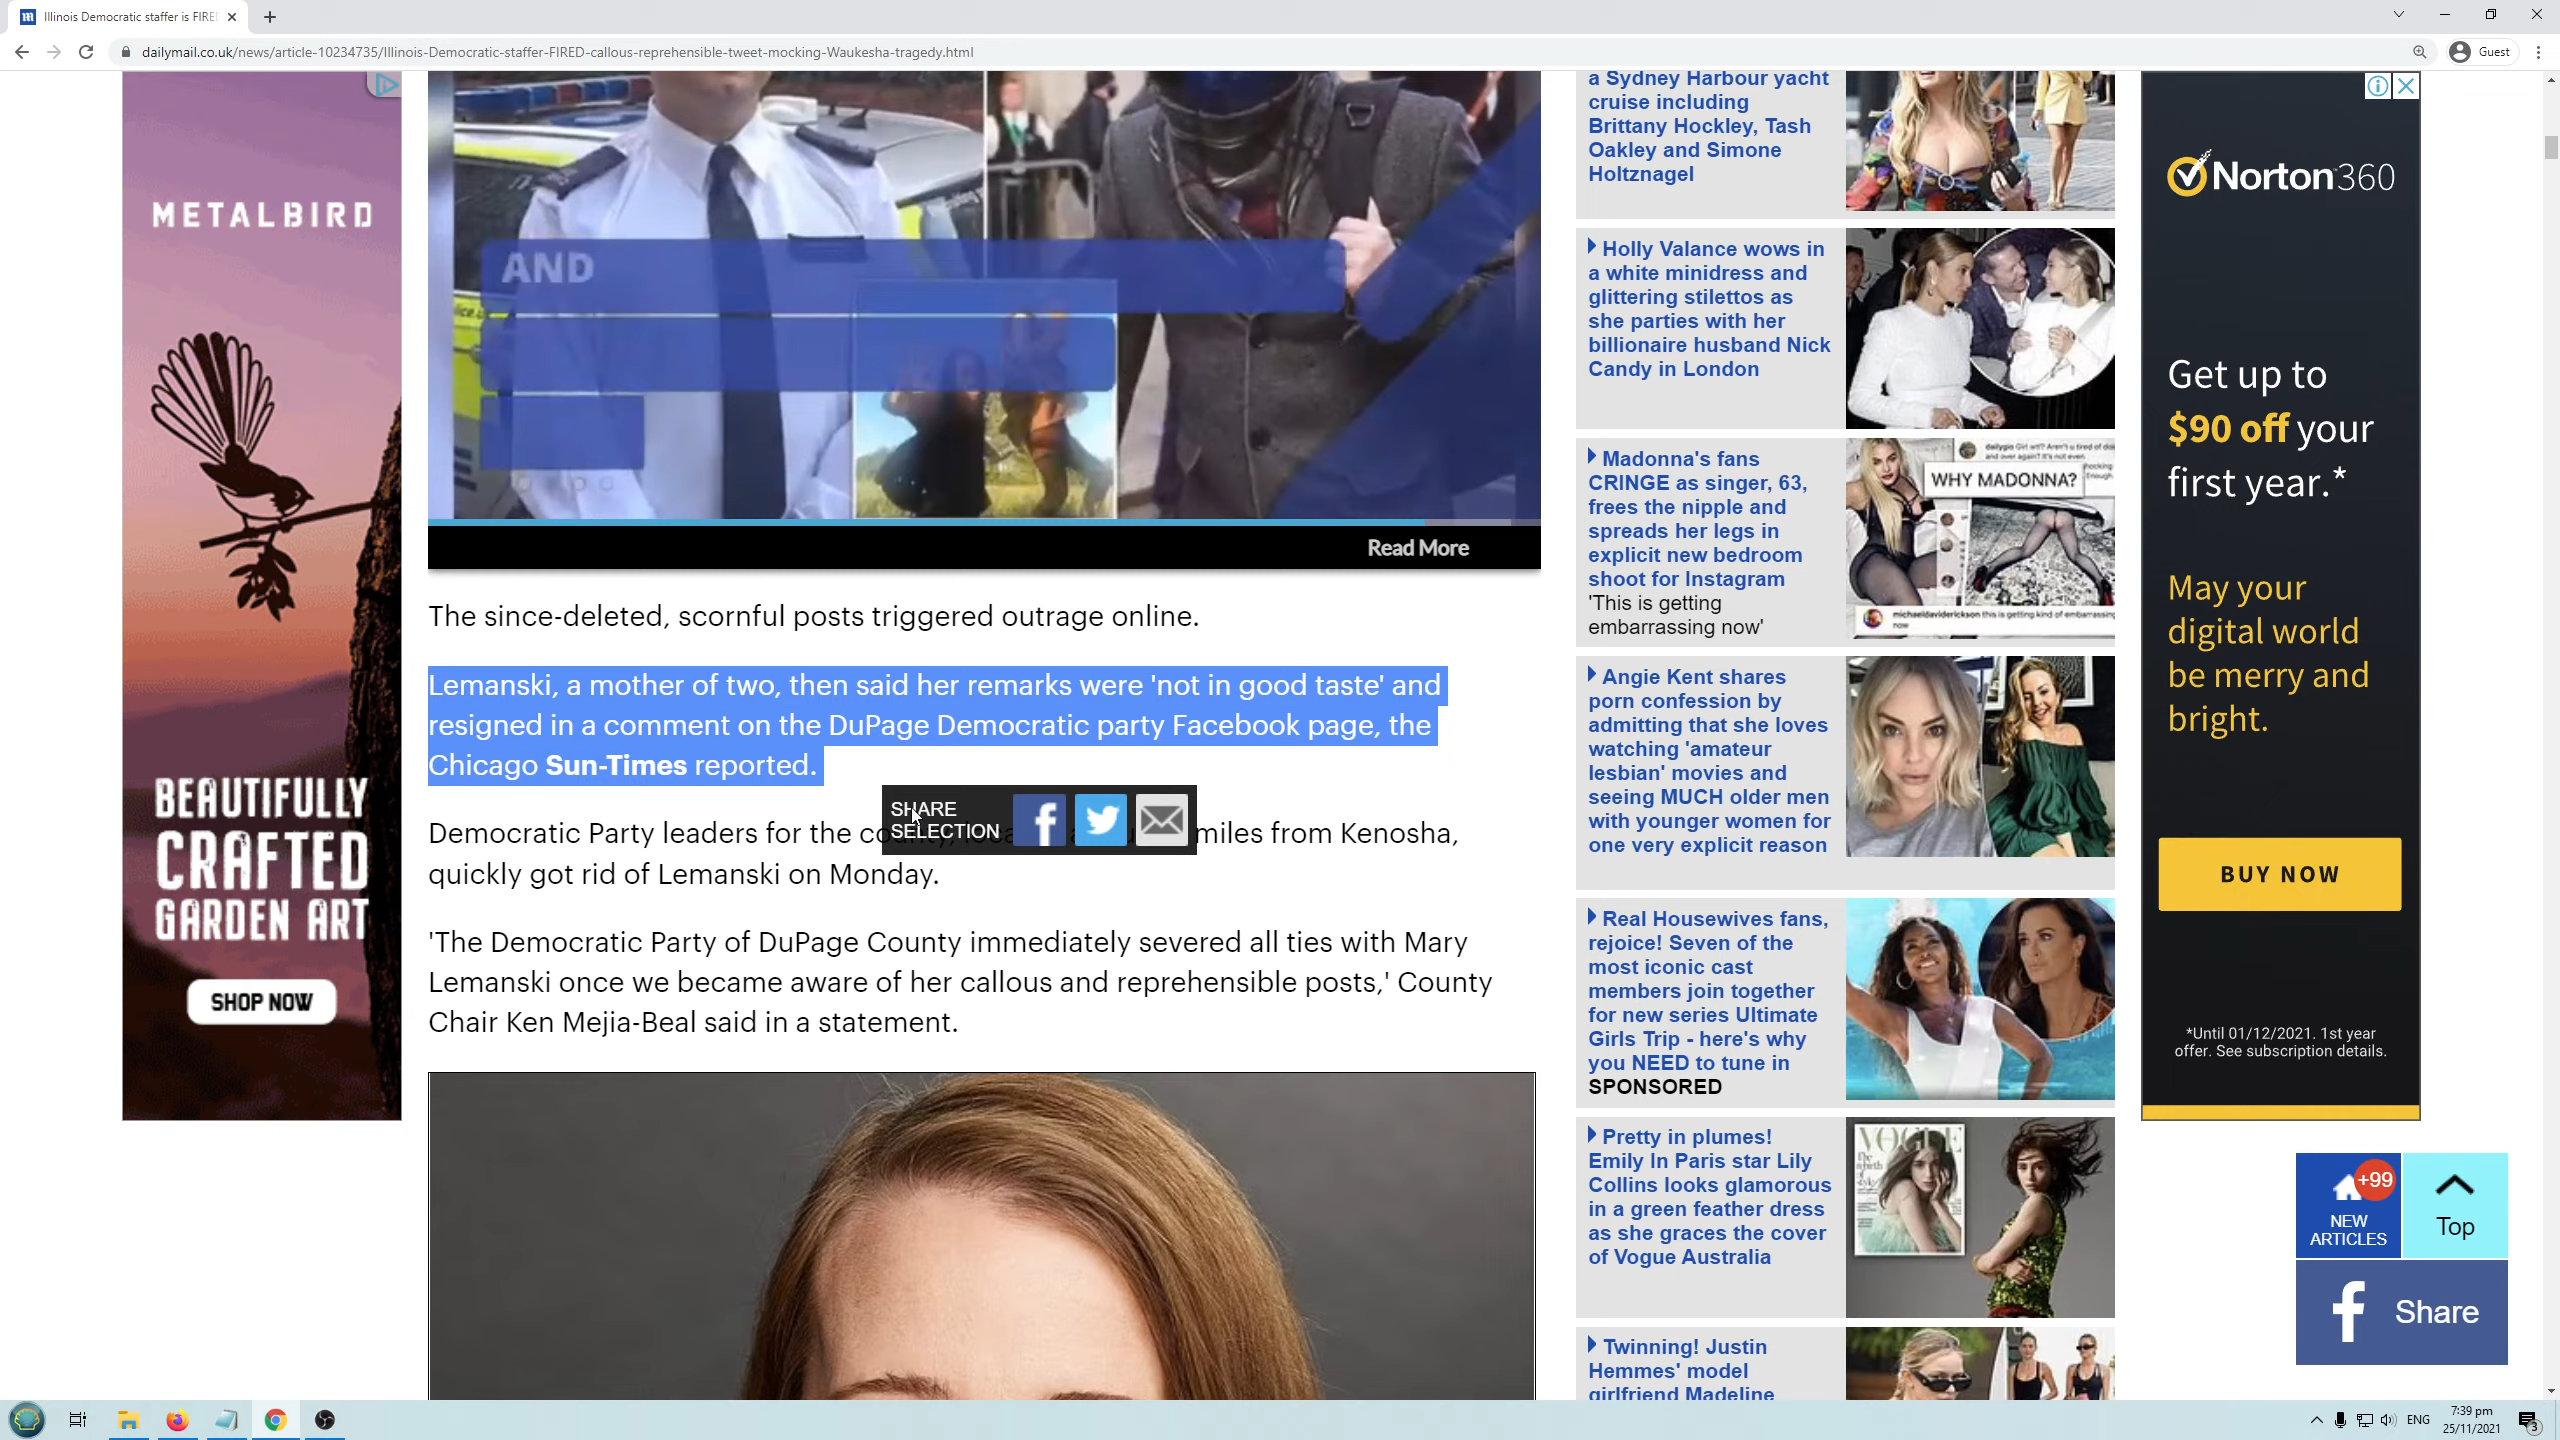 Illinois Democratic staffer is FIRE
dailymail.co.uk/news/article-10234735/Illinois-Democratic-staffer-FIRED-callous-reprehensible-tweet-mocking-Waukesha-tragedy.html
Guest
METALBIRD
BEAUTIFULLY
CRAFTED
GARDEN ART
SHOP NOW
AND
Read More
The since-deleted, scornful posts triggered outrage online.
Lemanski, a mother of two, then said her remarks were 'not in good taste' and
resigned in a comment on the DuPage Democratic party Facebook page, the
Chicago Sun-Times reported.
SHARE
SELECTION
Democratic Party leaders for the county, miles from Kenosha,
quickly got rid of Lemanski on Monday.
'The Democratic Party of DuPage County immediately severed all ties with Mary
Lemanski once we became aware of her callous and reprehensible posts,' County
Chair Ken Mejia-Beal said in a statement.
a Sydney Harbour yacht
cruise including
Brittany Hockley, Tash
Oakley and Simone
Holtznagel
Holly Valance wows in
a white minidress and
glittering stilettos as
she parties with her
billionaire husband Nick
Candy in London
Madonna's fans
CRINGE as singer, 63,
frees the nipple and
spreads her legs in
explicit new bedroom
shoot for Instagram
'This is getting
embarrassing now'
WHY MADONNA?
michaeldaviderickson this is getting kind of embarrassing
now
Angie Kent shares
porn confession by
admitting that she loves
watching 'amateur
lesbian' movies and
seeing MUCH older men
with younger women for
one very explicit reason
Real Housewives fans,
rejoice! Seven of the
most iconic cast
members join together
for new series Ultimate
Girls Trip - here's why
you NEED to tune in
SPONSORED
Pretty in plumes!
Emily In Paris star Lily
Collins looks glamorous
in a green feather dress
as she graces the cover
of Vogue Australia
VOGUE
Twinning! Justin
Hemmes' model
girlfriend Madeline
Norton 360
Get up to
$90 off your
first year.*
May your
digital world
be merry and
bright.
BUY NOW
*Until 01/12/2021. 1st year
offer. See subscription details.
+99
NEW
ARTICLES
Top
Share
ENG
7:39 pm
25/11/2021
3